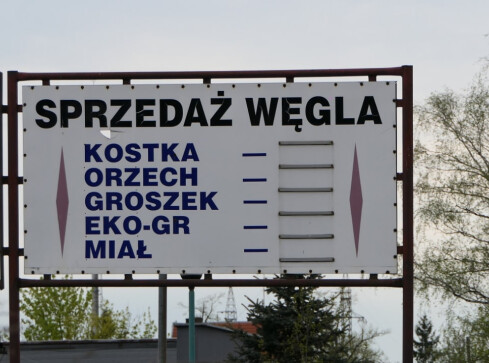 SPRZEDAŻ WĘGLA
KOSTKA —
ORZECH —
GROSZEK —
EKO-GR —
MIAŁ —